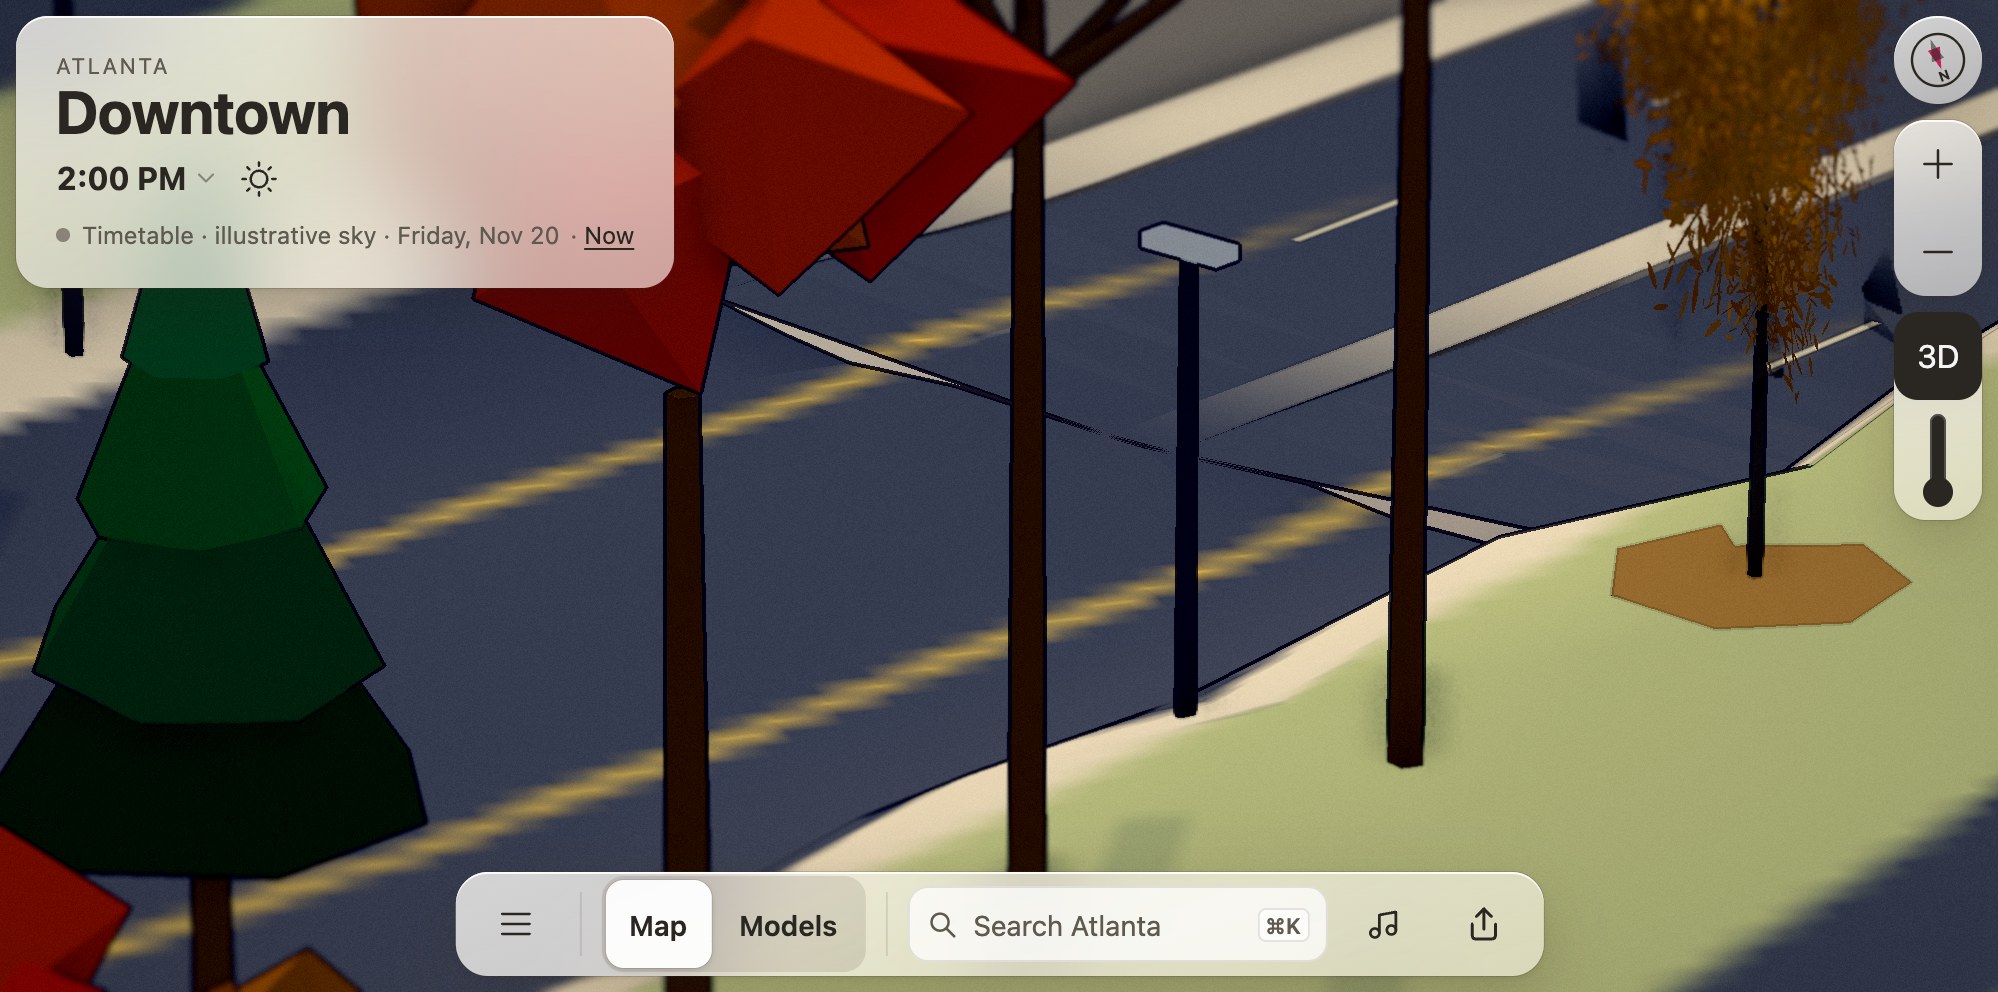 ATLANTA
Downtown
2:00 PM
Timetable · illustrative sky · Friday, Nov 20 · Now
N
3D
Map
Models
Search Atlanta
⌘K